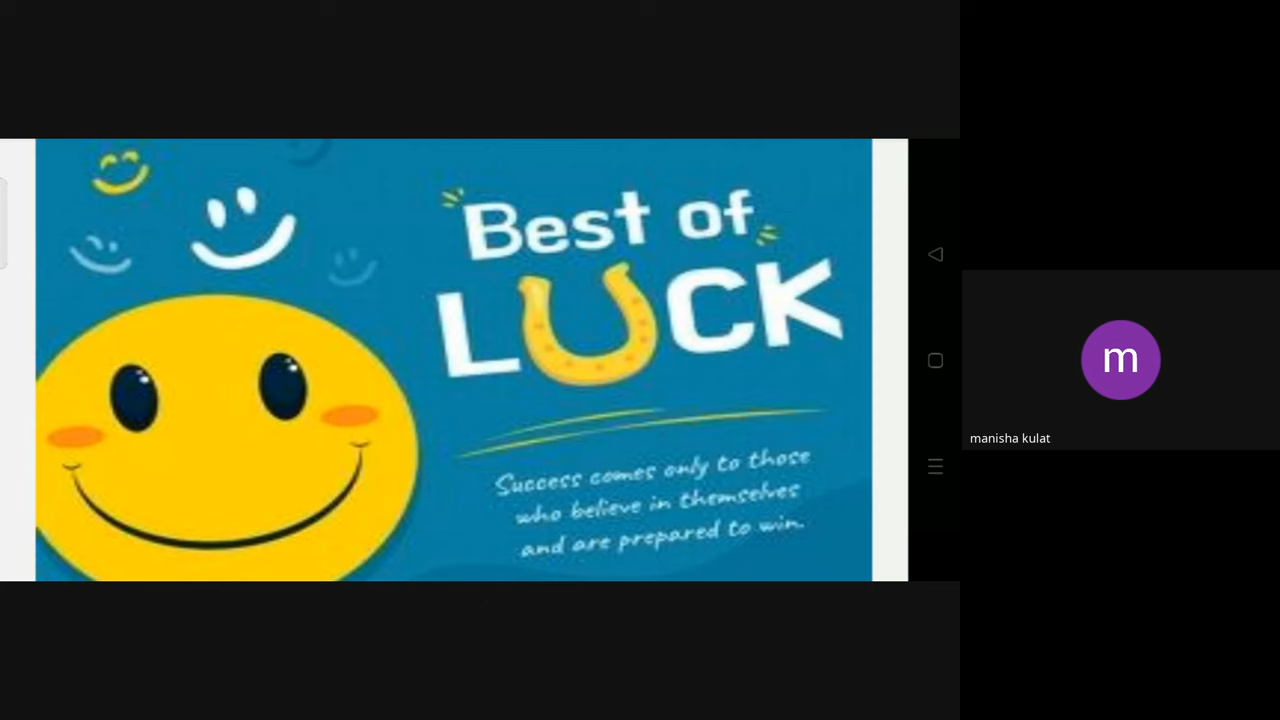 Best of
LUCK
Success comes only to those
who believe in themselves
and are prepared to win.
m
manisha kulat